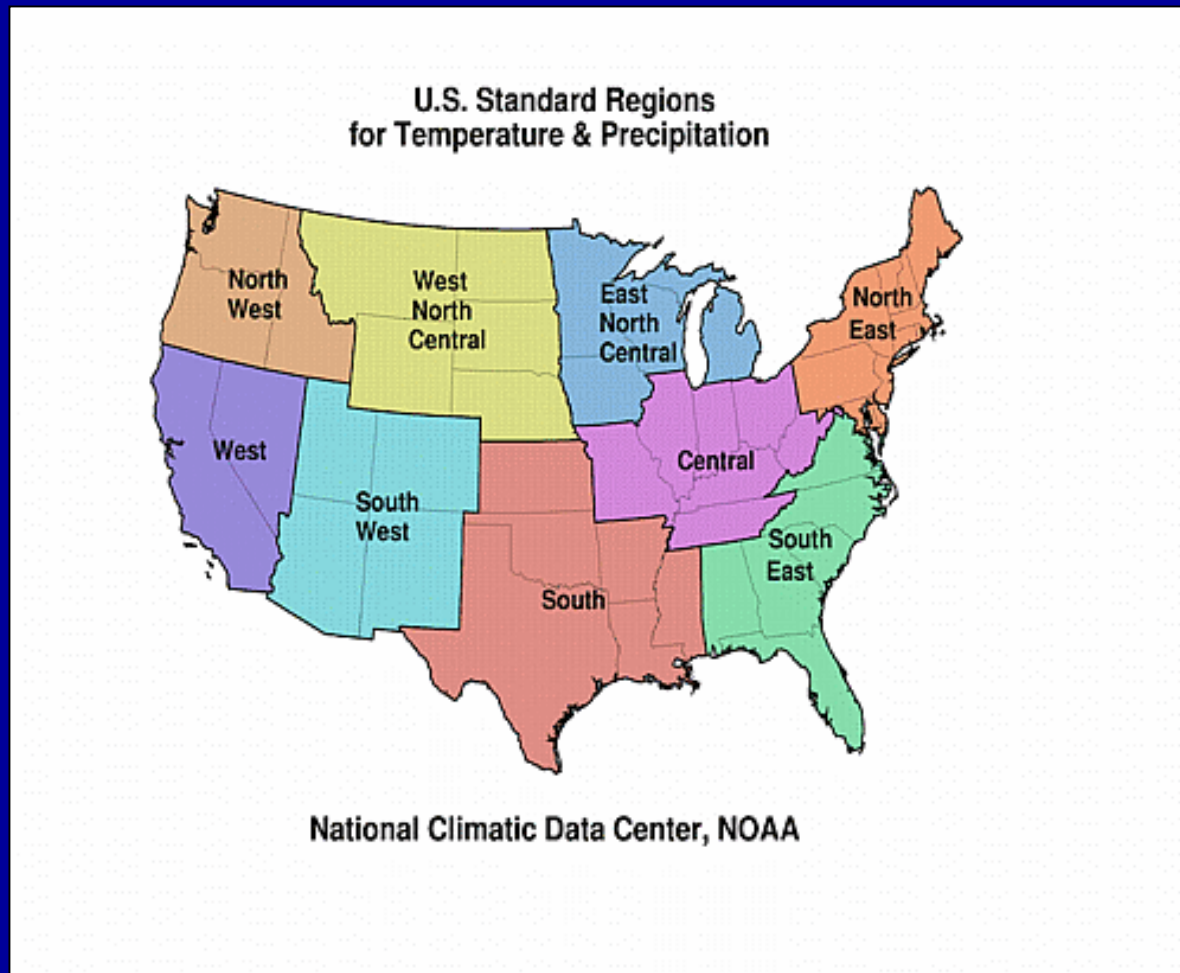 U.S. Standard Regions
for Temperature & Precipitation
North
West
West
North
Central
East
North
Central
North
East
West
South
West
Central
South
East
South
National Climatic Data Center, NOAA